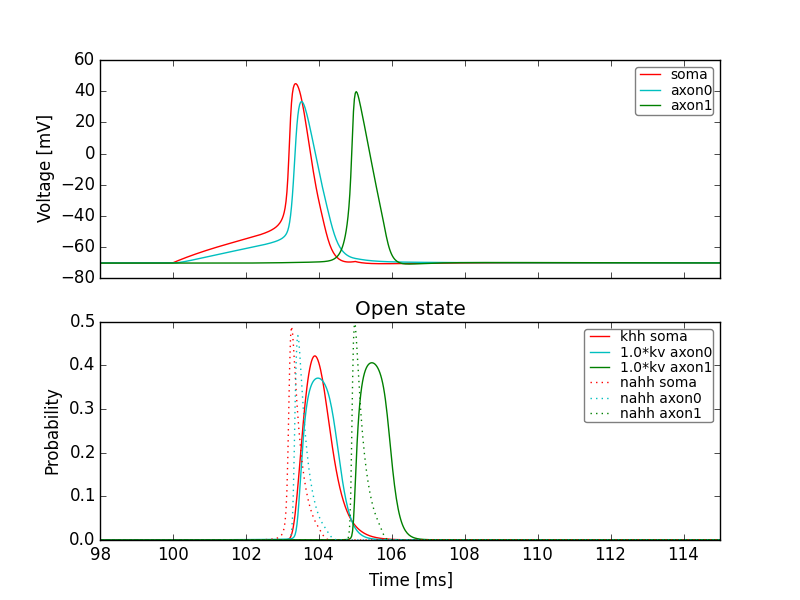 60
40
20
0
−20
−40
−60
−80
Voltage [mV]
soma
axon0
axon1
Open state
0.5
0.4
0.3
0.2
0.1
0.0
Probability
khh soma
1.0*kv axon0
1.0*kv axon1
nahh soma
nahh axon0
nahh axon1
98 100 102 104 106 108 110 112 114
Time [ms]